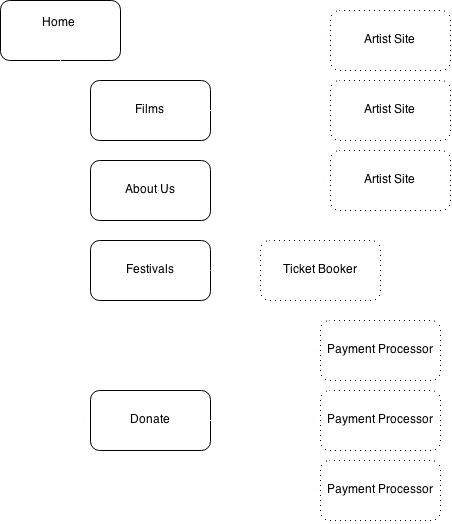 Home
Artist Site
Films
Artist Site
About Us
Artist Site
Festivals
Ticket Booker
Payment Processor
Donate
Payment Processor
Payment Processor